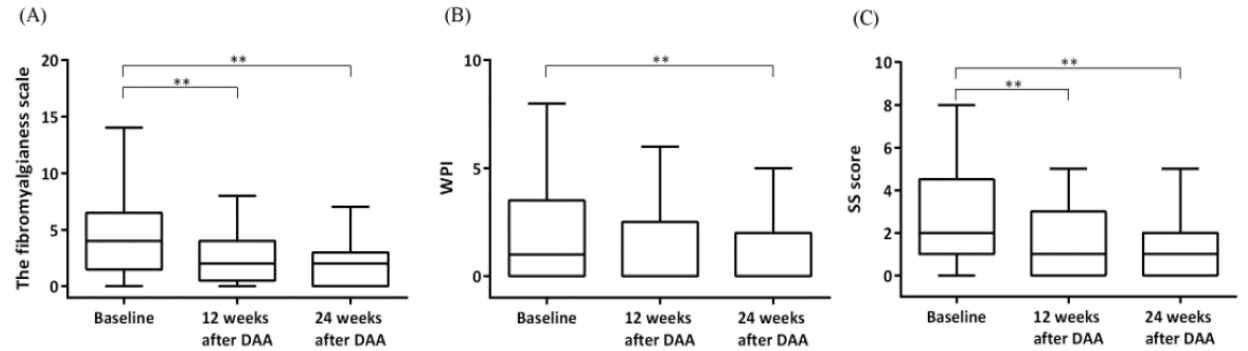 (A)
The fibromyalgianess scale
20
15
10
5
0
**
**
Baseline
12 weeks
after DAA
24 weeks
after DAA
(B)
WPI
10
5
0
**
Baseline
12 weeks
after DAA
24 weeks
after DAA
(C)
SS score
10
8
6
4
2
0
**
**
Baseline
12 weeks
after DAA
24 weeks
after DAA